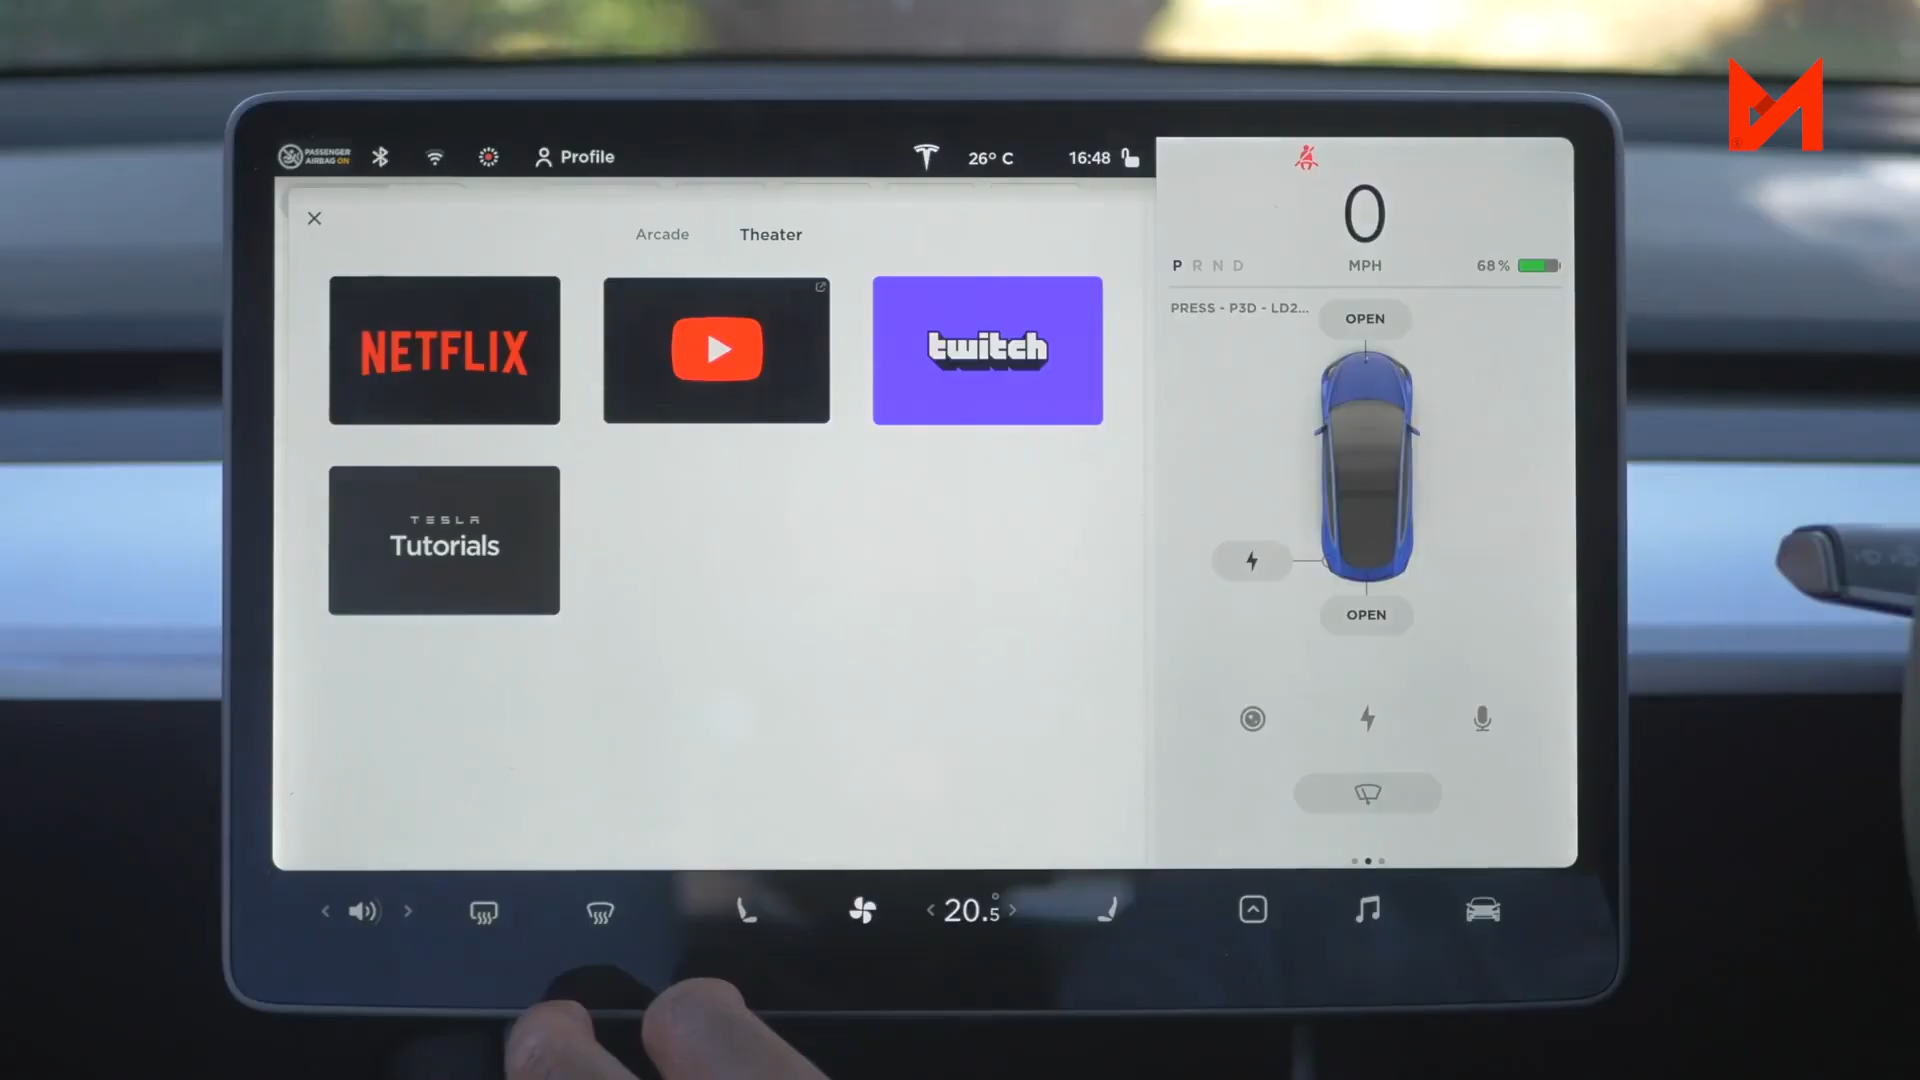 PASSENGER
AIRBAG ON
Profile
26° C
16:48
Arcade
Theater
NETFLIX
twitch
TESLA
Tutorials
0
MPH
P R N D
68 %
PRESS - P3D - LD2...
OPEN
OPEN
20.5°